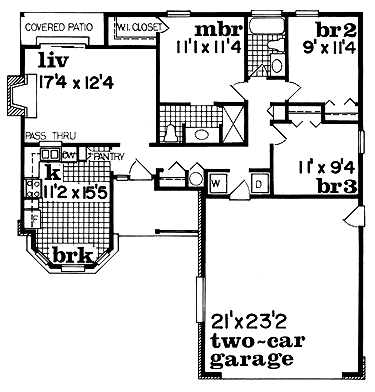 COVERED PATIO
W.I. CLOSET
mbr
11'1 x 11'4
br2
9' x 11'4
liv
17'4 x 12'4
PASS THRU
DW
PANTRY
k
11'2 x 15'5
F
brk
W
D
11' x 9'4
br3
21' x 23'2
two-car
garage